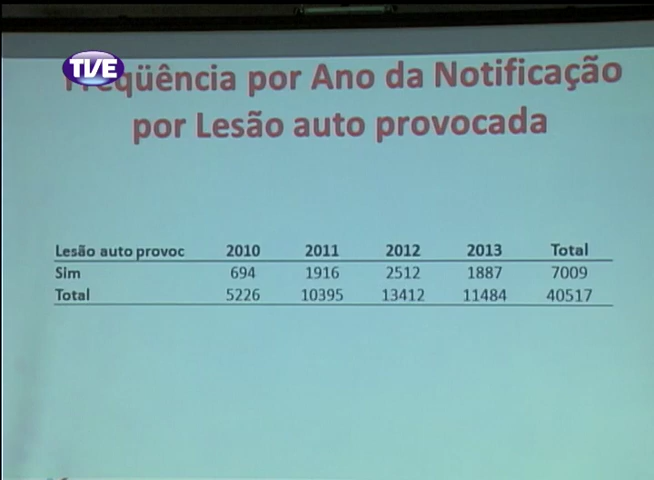 TVE
Freqüência por Ano da Notificação
por Lesão auto provocada
Lesão auto provoc 2010 2011 2012 2013 Total
Sim 694 1916 2512 1887 7009
Total 5226 10395 13412 11484 40517